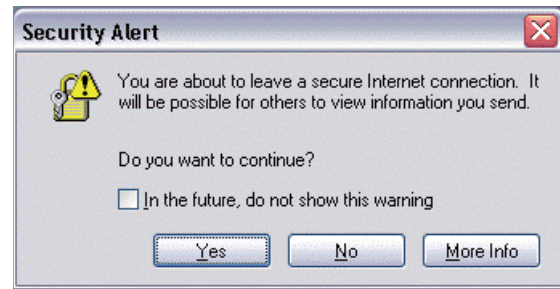 Security Alert
You are about to leave a secure Internet connection.  It
will be possible for others to view information you send.
Do you want to continue?
In the future, do not show this warning
Yes
No
More Info